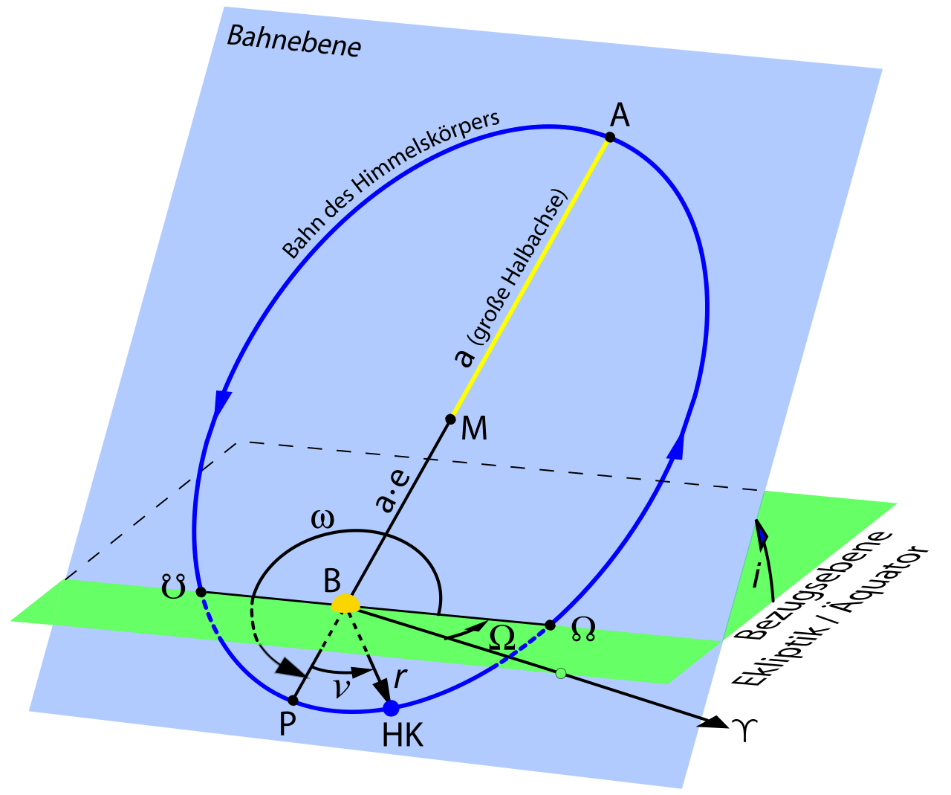 Bahnebene
A
Bahn des Himmelskörpers
a (große Halbachse)
M
a·e
ω
B
☋
☊
Ω
i
Bezugsebene
Ekliptik / Äquator
ν
r
P
HK
♈